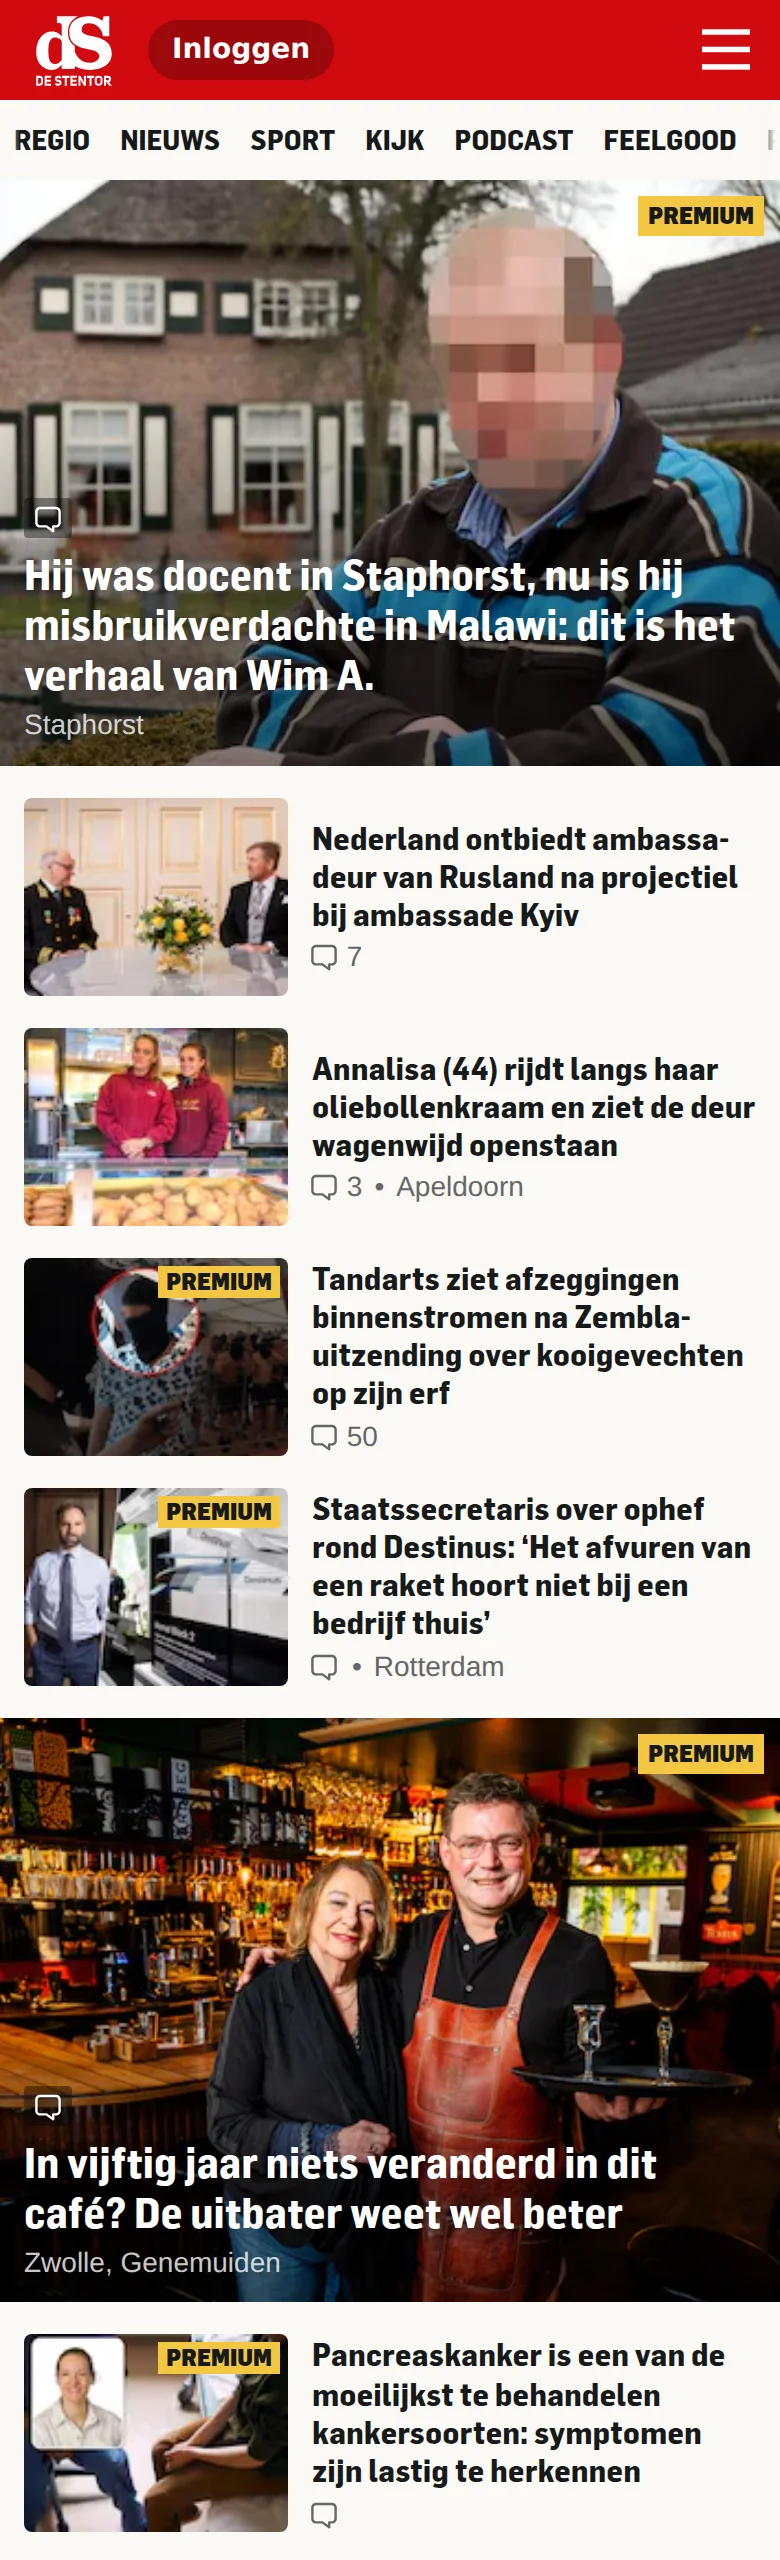 dS
DE STENTOR
Inloggen
REGIO NIEUWS SPORT KIJK PODCAST FEELGOOD
PREMIUM
Hij was docent in Staphorst, nu is hij
misbruikverdachte in Malawi: dit is het
verhaal van Wim A.
Staphorst
Nederland ontbiedt ambassa-
deur van Rusland na projectiel
bij ambassade Kyiv
7
Annalisa (44) rijdt langs haar
oliebollenkraam en ziet de deur
wagenwijd openstaan
3 • Apeldoorn
PREMIUM
Tandarts ziet afzeggingen
binnenstromen na Zembla-
uitzending over kooigevechten
op zijn erf
50
PREMIUM
Destinus
Staatssecretaris over ophef
rond Destinus: ‘Het afvuren van
een raket hoort niet bij een
bedrijf thuis’
• Rotterdam
PREMIUM
In vijftig jaar niets veranderd in dit
café? De uitbater weet wel beter
Zwolle, Genemuiden
PREMIUM
Pancreaskanker is een van de
moeilijkst te behandelen
kankersoorten: symptomen
zijn lastig te herkennen